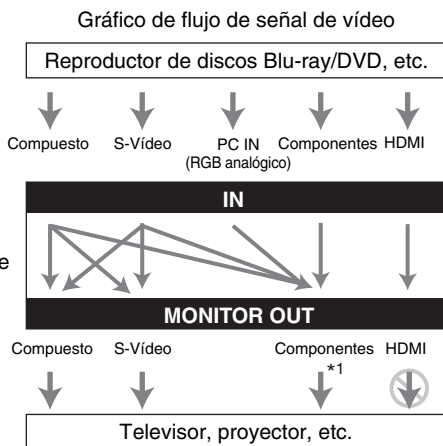 Gráfico de flujo de señal de vídeo
Reproductor de discos Blu-ray/DVD, etc.
Compuesto S-Vídeo PC IN Componentes HDMI
(RGB analógico)
IN
e
MONITOR OUT
Compuesto S-Vídeo Componentes HDMI
*1
Televisor, proyector, etc.